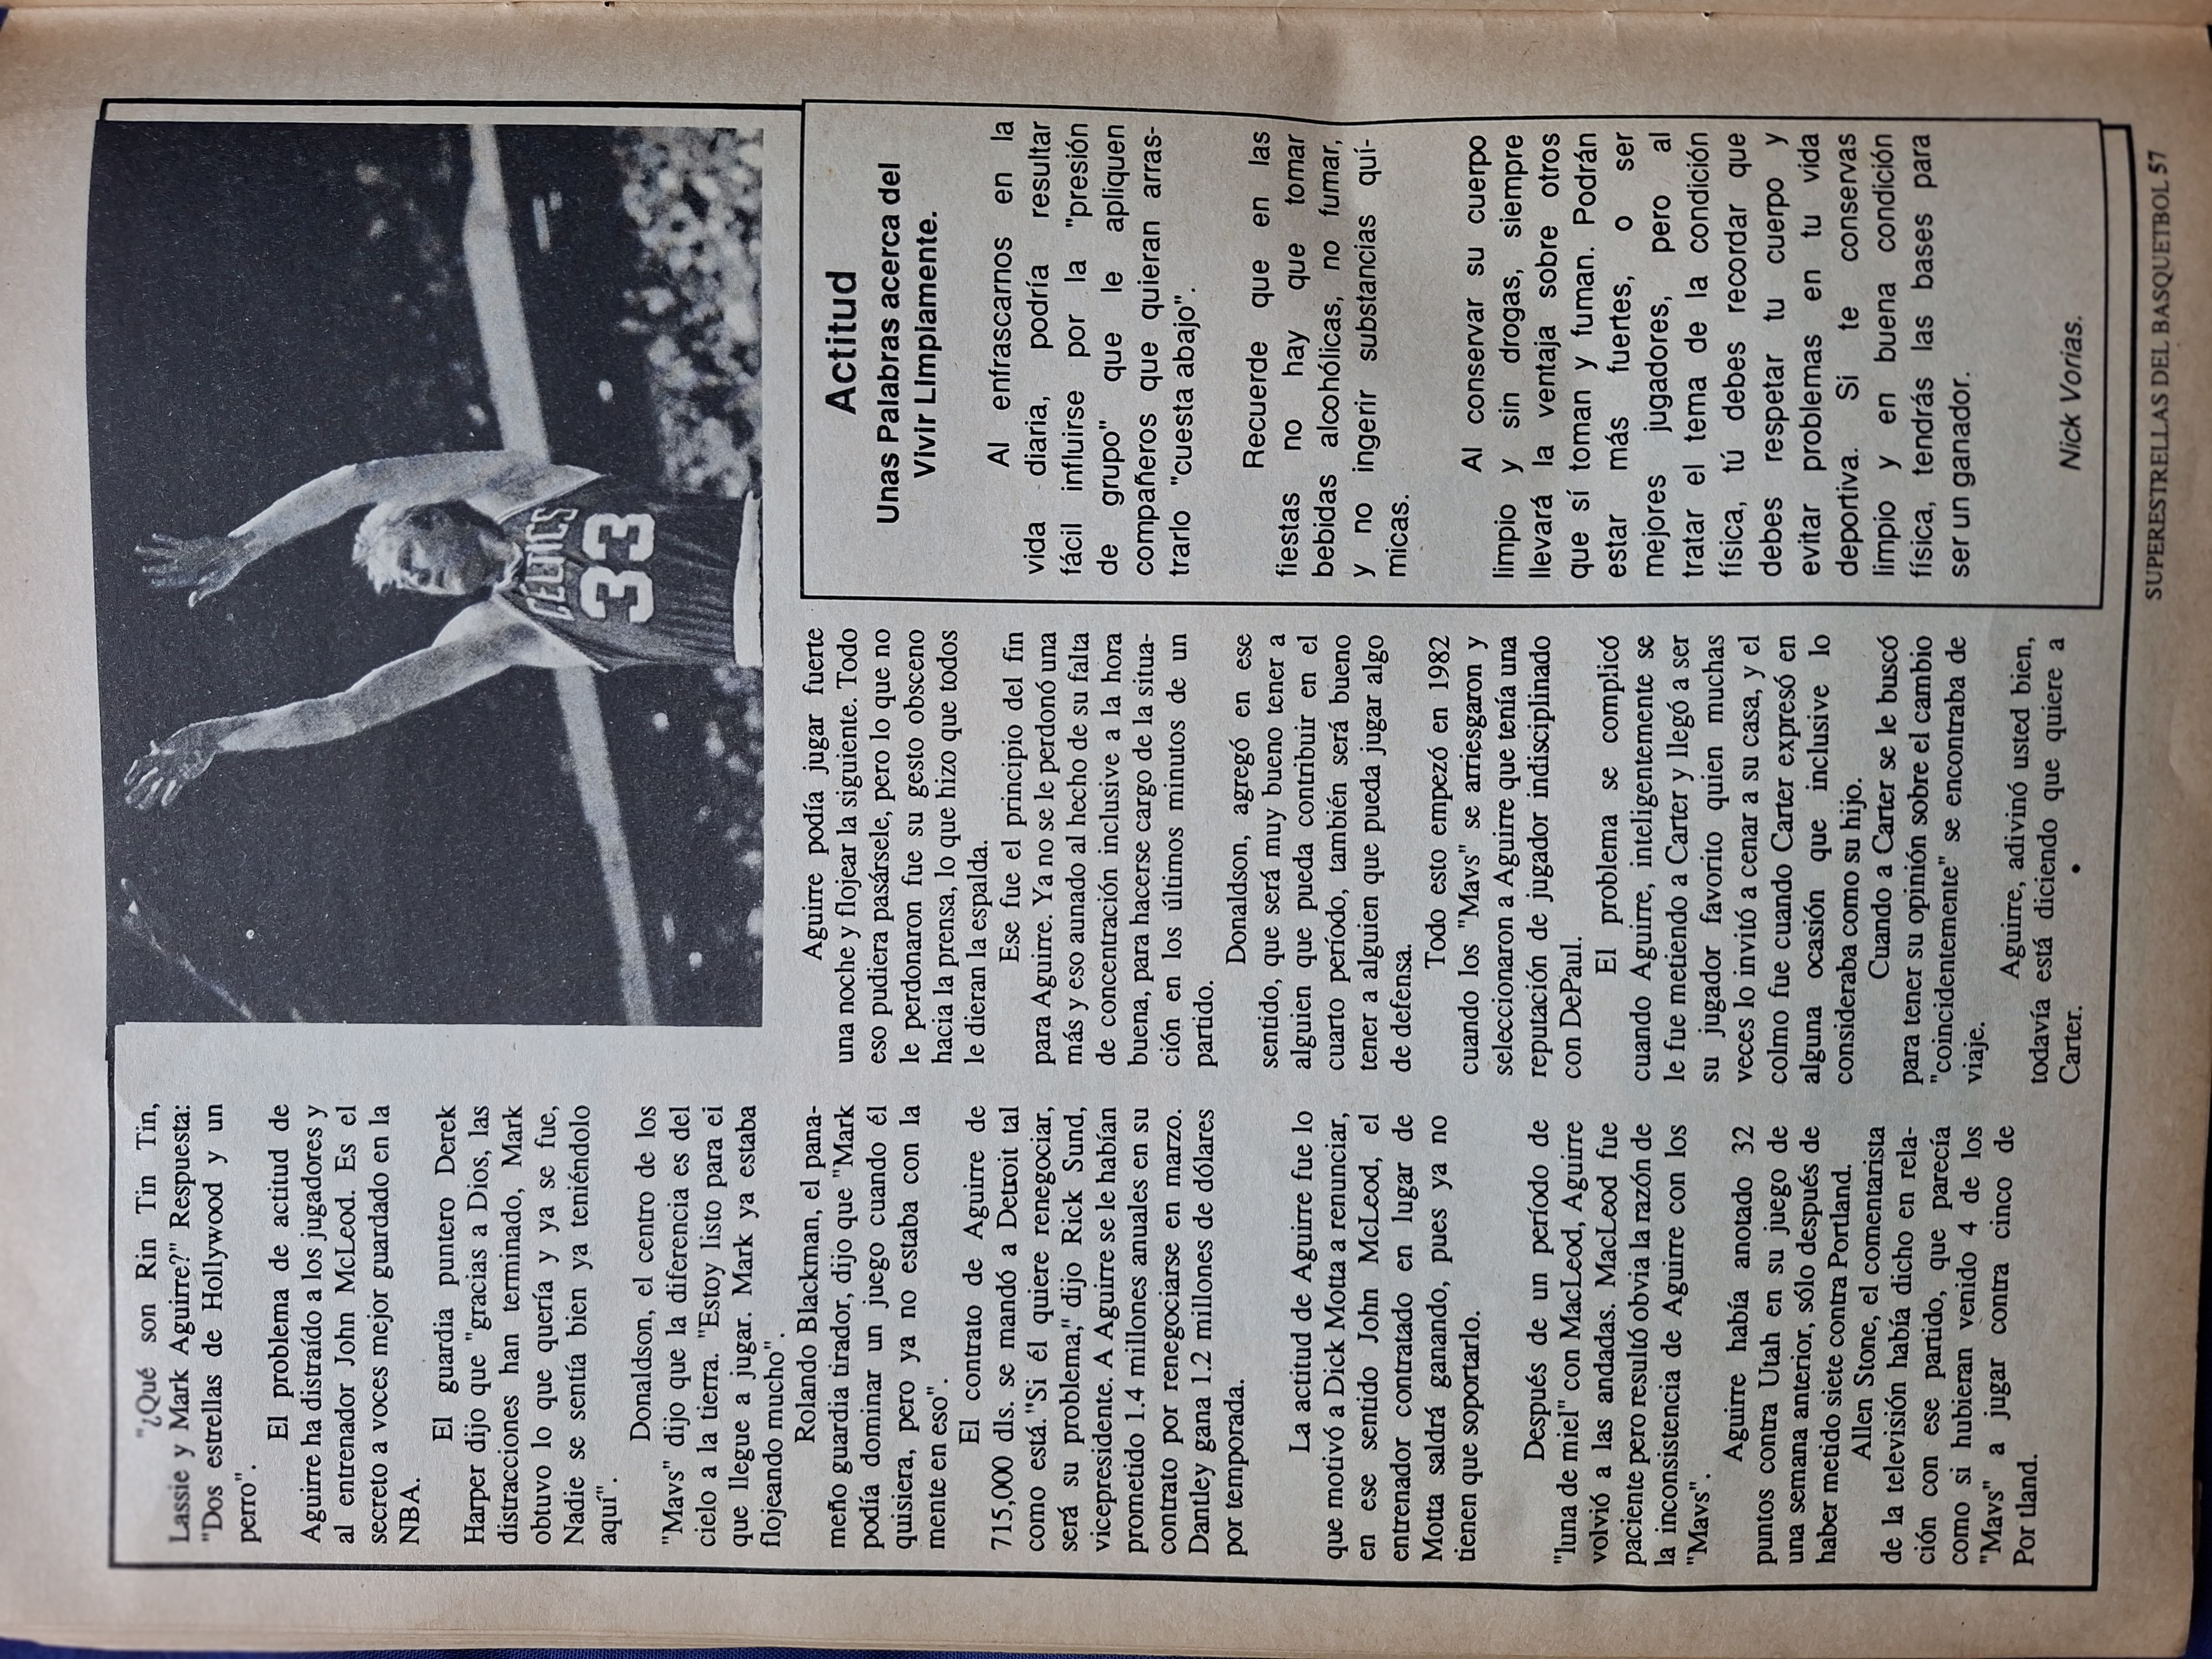 "¿Qué son Rin Tin Tin,
Lassie y Mark Aguirre?" Respuesta:
"Dos estrellas de Hollywood y un
perro".
El problema de actitud de
Aguirre ha distraído a los jugadores y
al entrenador John McLeod. Es el
secreto a voces mejor guardado en la
NBA.
El guardia puntero Derek
Harper dijo que "gracias a Dios, las
distracciones han terminado, Mark
obtuvo lo que quería y ya se fue,
Nadie se sentía bien ya teniéndolo
aquí".
Donaldson, el centro de los
"Mavs" dijo que la diferencia es del
cielo a la tierra. "Estoy listo para el
que llegue a jugar. Mark ya estaba
flojeando mucho".
Rolando Blackman, el pana-
meño guardia tirador, dijo que "Mark
podía dominar un juego cuando él
quisiera, pero ya no estaba con la
mente en eso".
El contrato de Aguirre de
715,000 dlls. se mandó a Detroit tal
como está."Si él quiere renegociar,
será su problema," dijo Rick Sund,
vicepresidente. A Aguirre se le habían
prometido 1.4 millones anuales en su
contrato por renegociarse en marzo.
Dantley gana 1.2 millones de dólares
por temporada.
La actitud de Aguirre fue lo
que motivó a Dick Motta a renunciar,
en ese sentido John McLeod, el
entrenador contratado en lugar de
Motta saldrá ganando, pues ya no
tienen que soportarlo.
Después de un período de
"luna de miel" con MacLeod, Aguirre
volvió a las andadas. MacLeod fue
paciente pero resultó obvia la razón de
la inconsistencia de Aguirre con los
"Mavs".
Aguirre había anotado 32
puntos contra Utah en su juego de
una semana anterior, sólo después de
haber metido siete contra Portland.
Allen Stone, el comentarista
de la televisión había dicho en rela-
ción con ese partido, que parecía
como si hubieran venido 4 de los
"Mavs" a jugar contra cinco de
Por tland.
CELTICS
33
Aguirre podía jugar fuerte
una noche y flojear la siguiente. Todo
eso pudiera pasársele, pero lo que no
le perdonaron fue su gesto obsceno
hacia la prensa, lo que hizo que todos
le dieran la espalda.
Ese fue el principio del fin
para Aguirre. Ya no se le perdonó una
más y eso aunado al hecho de su falta
de concentración inclusive a la hora
buena, para hacerse cargo de la situa-
ción en los últimos minutos de un
partido.
Donaldson, agregó en ese
sentido, que será muy bueno tener a
alguien que pueda contribuir en el
cuarto período, también será bueno
tener a alguien que pueda jugar algo
de defensa.
Todo esto empezó en 1982
cuando los "Mavs" se arriesgaron y
seleccionaron a Aguirre que tenía una
reputación de jugador indisciplinado
con DePaul.
El problema se complicó
cuando Aguirre, inteligentemente se
le fue metiendo a Carter y llegó a ser
su jugador favorito quien muchas
veces lo invitó a cenar a su casa, y el
colmo fue cuando Carter expresó en
alguna ocasión que inclusive lo
consideraba como su hijo.
Cuando a Carter se le buscó
para tener su opinión sobre el cambio
"coincidentemente" se encontraba de
viaje.
Aguirre, adivinó usted bien,
todavía está diciendo que quiere a
Carter. •
Actitud
Unas Palabras acerca del
Vivir Limpiamente.
Al enfrascarnos en la
vida diaria, podría resultar
fácil influirse por la "presión
de grupo" que le apliquen
compañeros que quieran arras-
trarlo "cuesta abajo".
Recuerde que en las
fiestas no hay que tomar
bebidas alcohólicas, no fumar,
y no ingerir substancias quí-
micas.
Al conservar su cuerpo
limpio y sin drogas, siempre
llevará la ventaja sobre otros
que sí toman y fuman. Podrán
estar más fuertes, o ser
mejores jugadores, pero al
tratar el tema de la condición
física, tú debes recordar que
debes respetar tu cuerpo y
evitar problemas en tu vida
deportiva. Si te conservas
limpio y en buena condición
física, tendrás las bases para
ser un ganador.
Nick Vorias.
SUPERESTRELLAS DEL BASQUETBOL 57